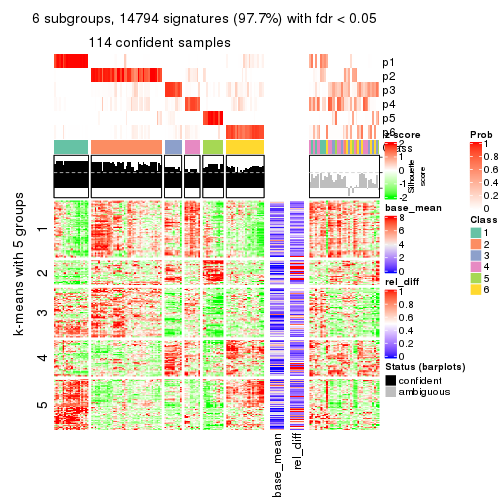 6 subgroups, 14794 signatures (97.7%) with fdr < 0.05
114 confident samples
p1
p2
p3
p4
p5
p6
Class
z-score
2
1
0
-1
-2
Silhouette
score
Prob
1
0.8
0.6
0.4
0.2
0
base_mean
8
6
4
2
0
Class
1
2
3
4
5
6
rel_diff
1
0.8
0.6
0.4
0.2
0
Status (barplots)
confident
ambiguous
k-means with 5 groups
1
2
3
4
5
base_mean
rel_diff